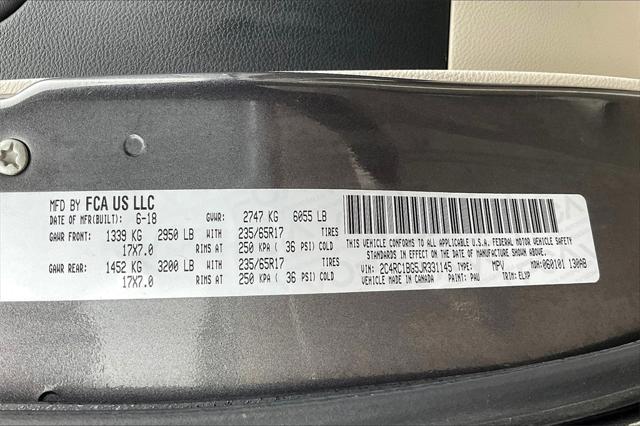 MFD BY FCA US LLC
DATE OF MFR(BUILT): 6-18 GVWR: 2747 KG 6055 LB
GAWR FRONT: 1339 KG 2950 LB WITH 235/65R17 TIRES
17X7.0 RIMS AT 250 KPA ( 36 PSI) COLD
GAWR REAR: 1452 KG 3200 LB WITH 235/65R17 TIRES
17X7.0 RIMS AT 250 KPA ( 36 PSI) COLD
THIS VEHICLE CONFORMS TO ALL APPLICABLE U.S.A. FEDERAL MOTOR VEHICLE SAFETY
STANDARDS IN EFFECT ON THE DATE OF MANUFACTURE SHOWN ABOVE.
VIN: 2C4RC1BG5JR331145 TYPE: MPV MDH: 060101 130AB
VEHICLE MADE IN CANADA PAINT: PAU TRIM: ELXP